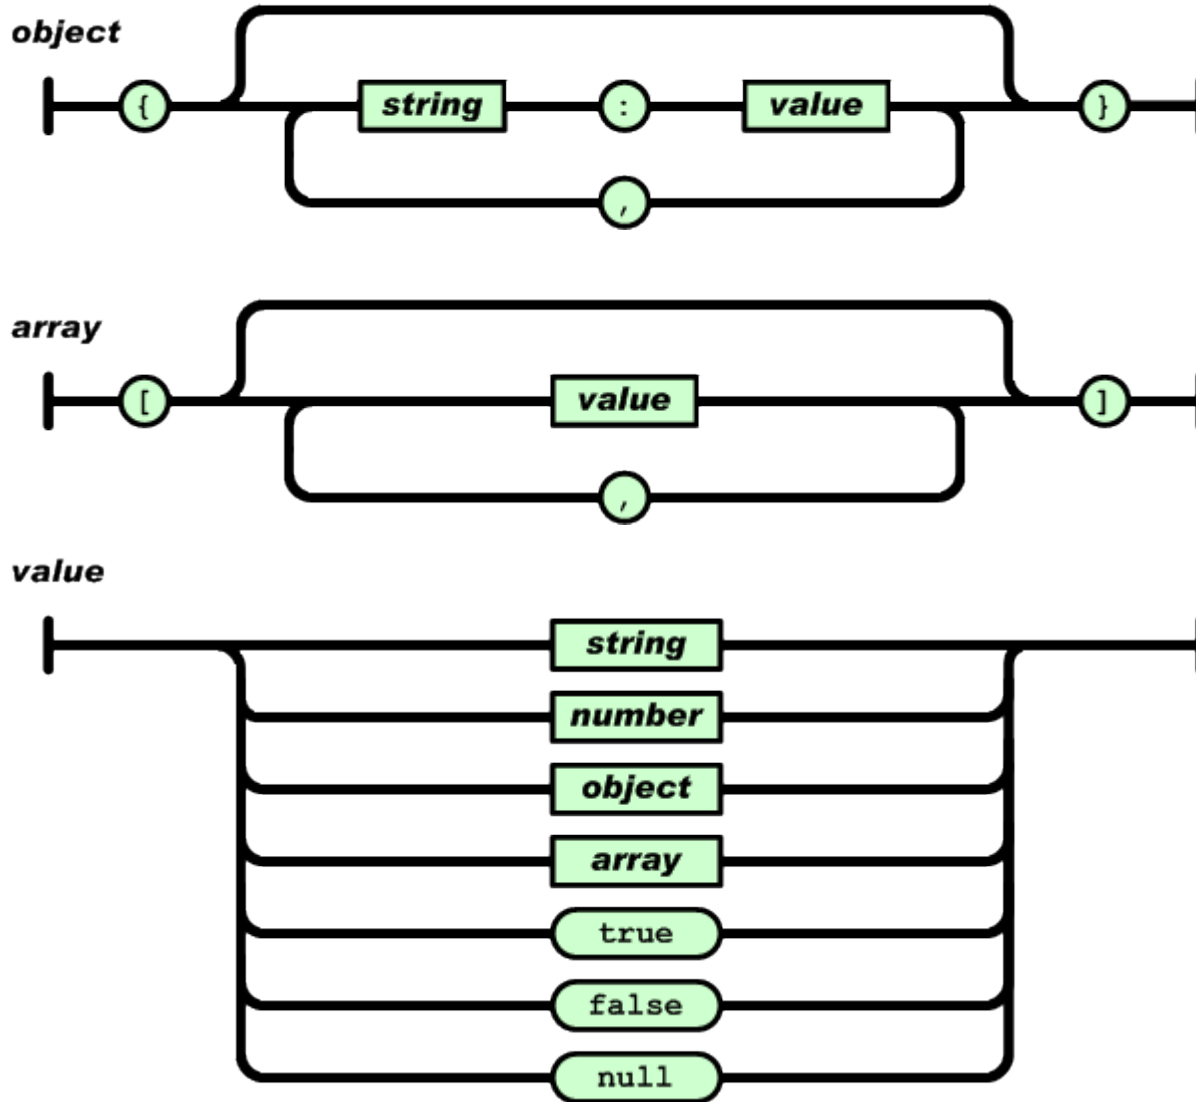 object
{ string : value }
,
array
[ value ]
,
value
string
number
object
array
true
false
null